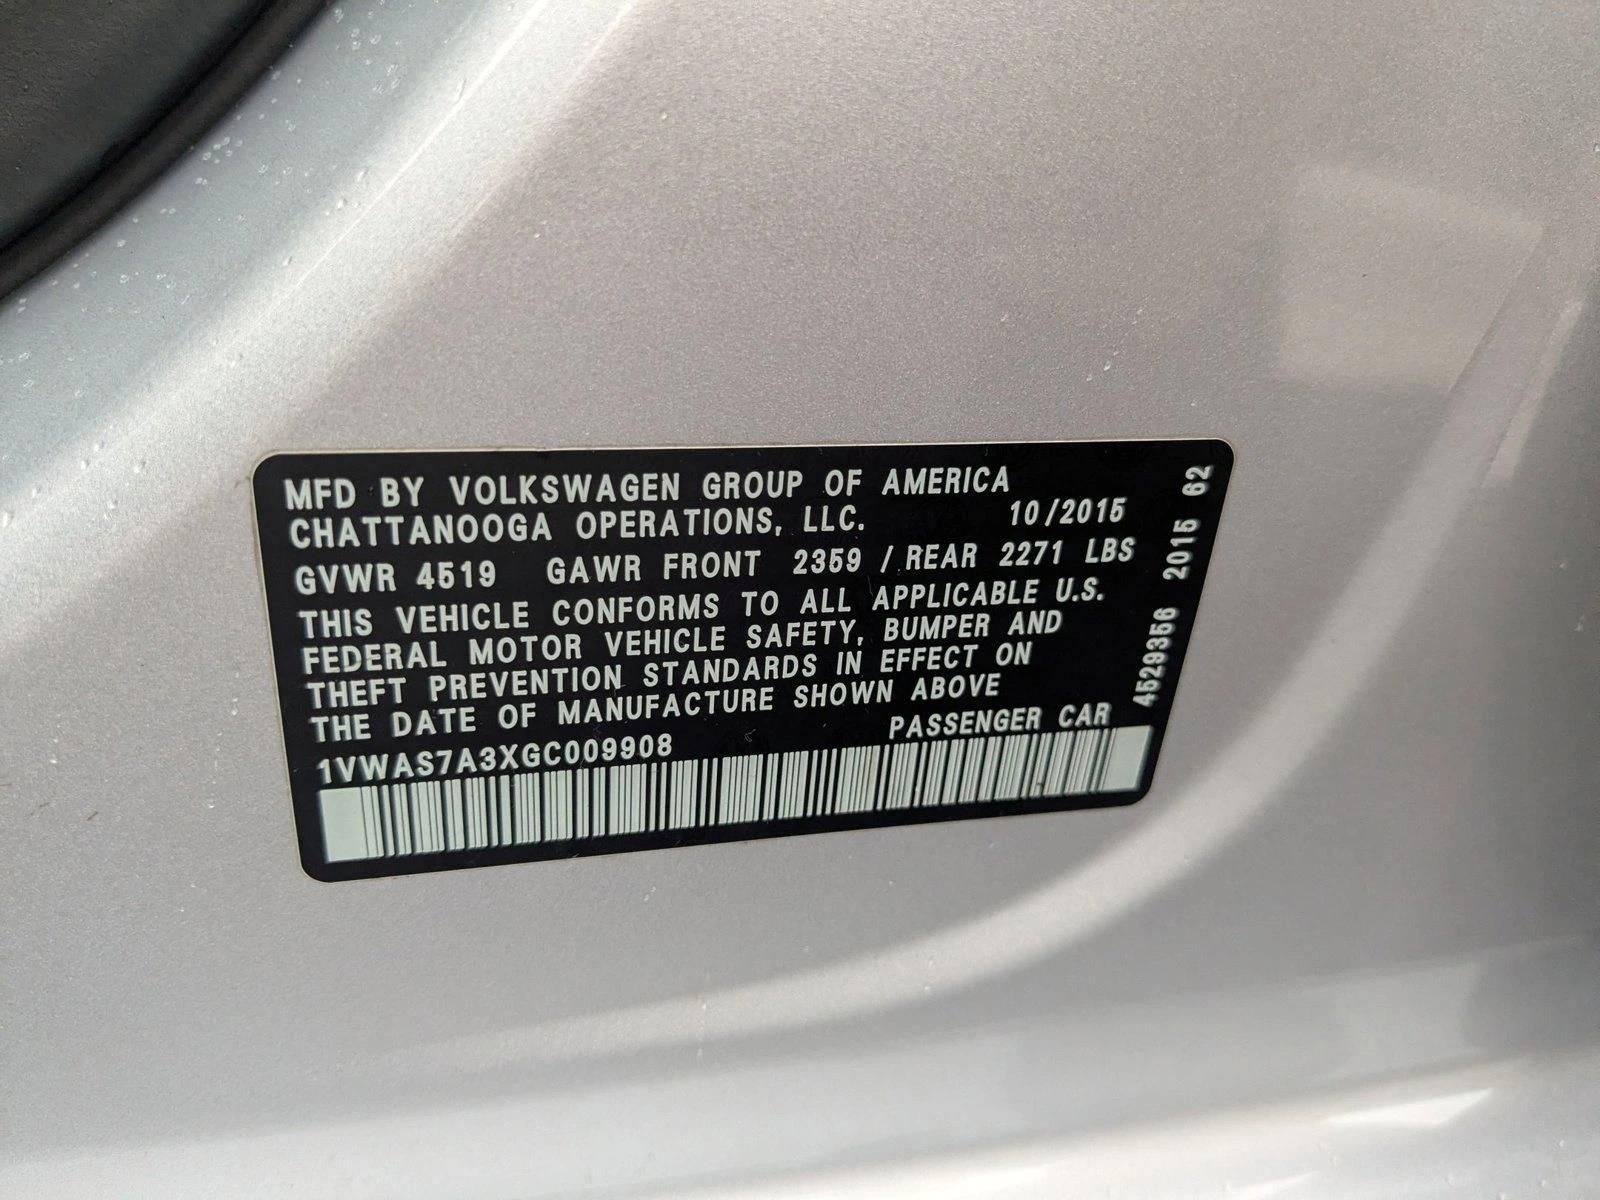 MFD BY VOLKSWAGEN GROUP OF AMERICA
CHATTANOOGA OPERATIONS, LLC. 10/2015
GVWR 4519 GAWR FRONT 2359 / REAR 2271 LBS
THIS VEHICLE CONFORMS TO ALL APPLICABLE U.S.
FEDERAL MOTOR VEHICLE SAFETY, BUMPER AND
THEFT PREVENTION STANDARDS IN EFFECT ON
THE DATE OF MANUFACTURE SHOWN ABOVE
1VWAS7A3XGC009908 PASSENGER CAR
4529356 2015 62